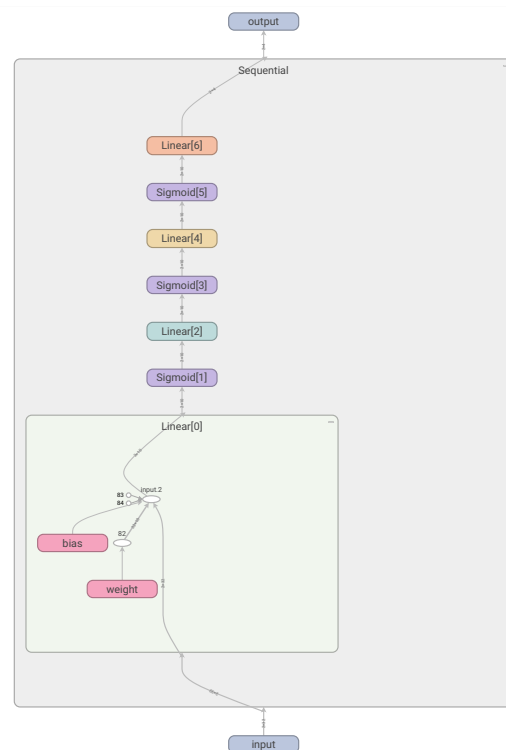 output
Sequential
Linear[6]
Sigmoid[5]
Linear[4]
Sigmoid[3]
Linear[2]
Sigmoid[1]
Linear[0]
input.2
83
84
82
bias
weight
input